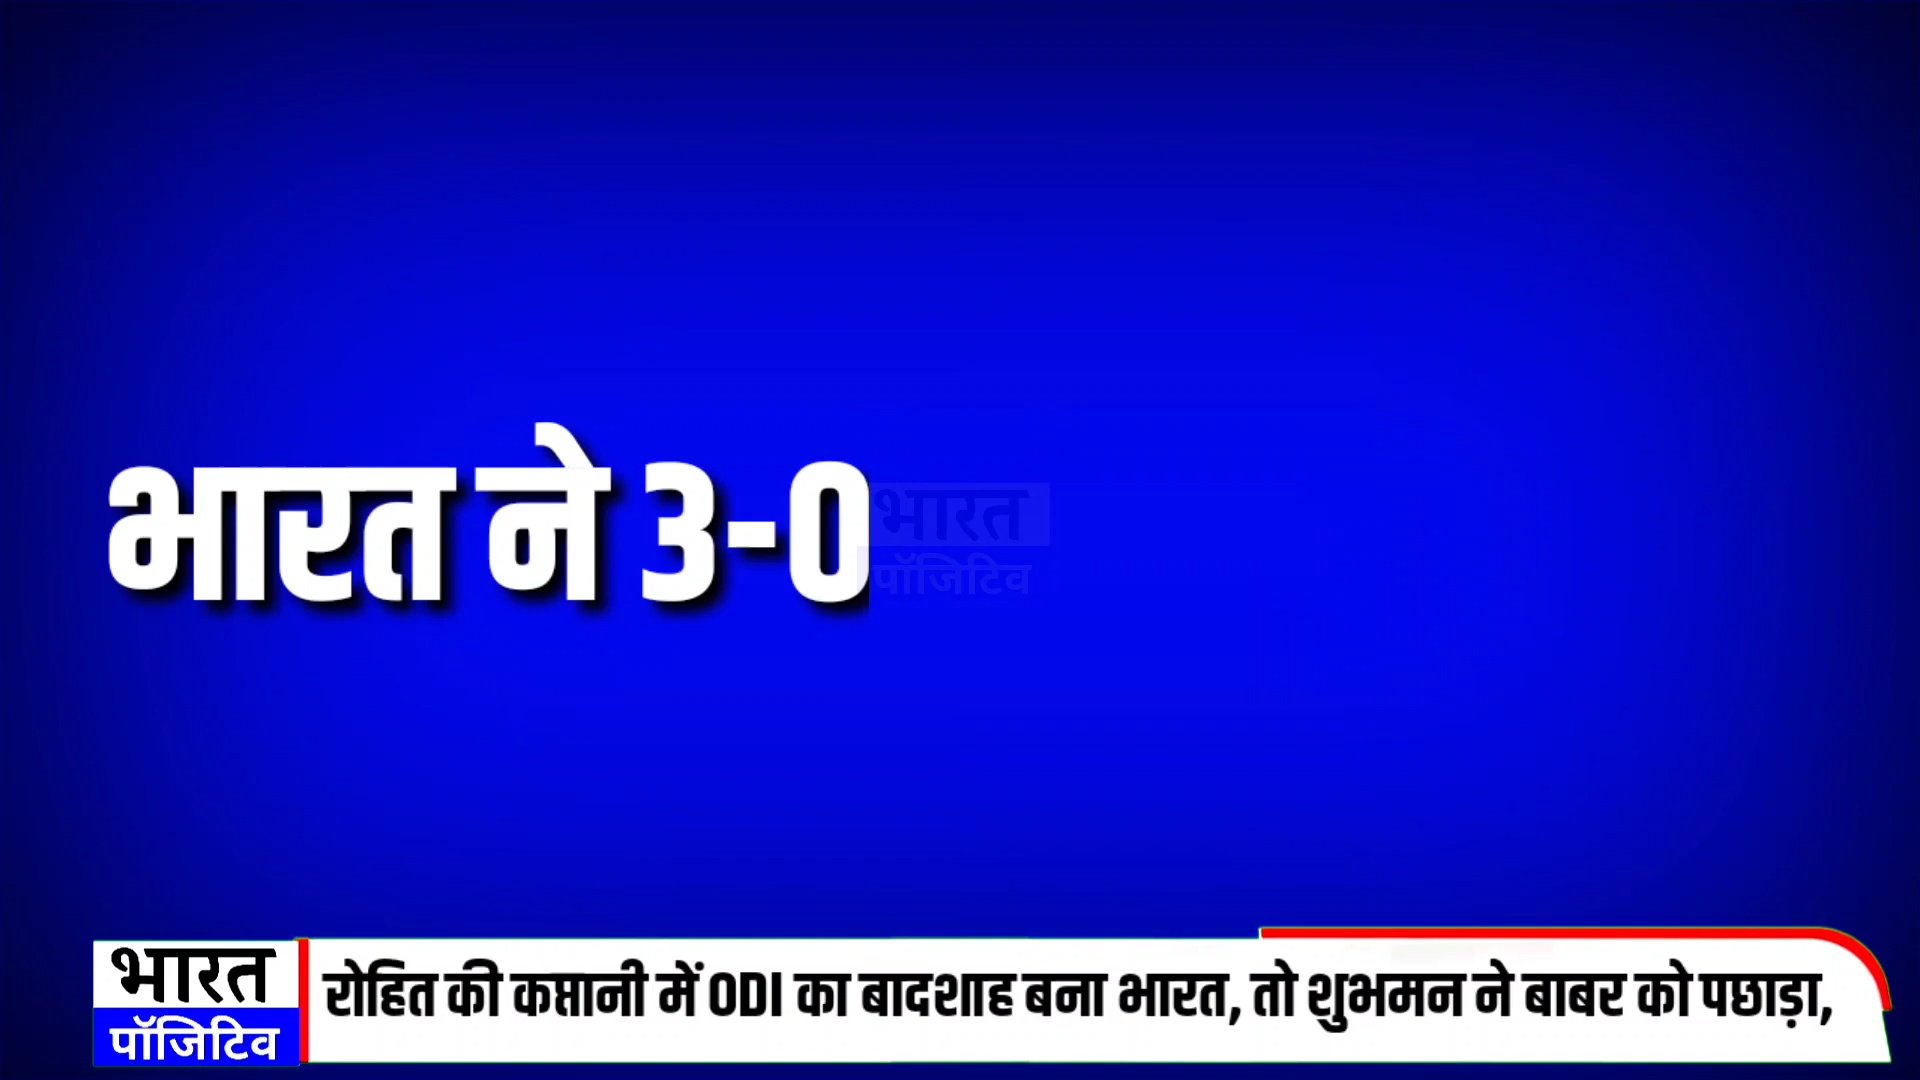 भारत ने 3-0
भारत
पॉजिटिव
भारत
पॉजिटिव
रोहित की कप्तानी में ODI का बादशाह बना भारत, तो शुभमन ने बाबर को पछाड़ा,